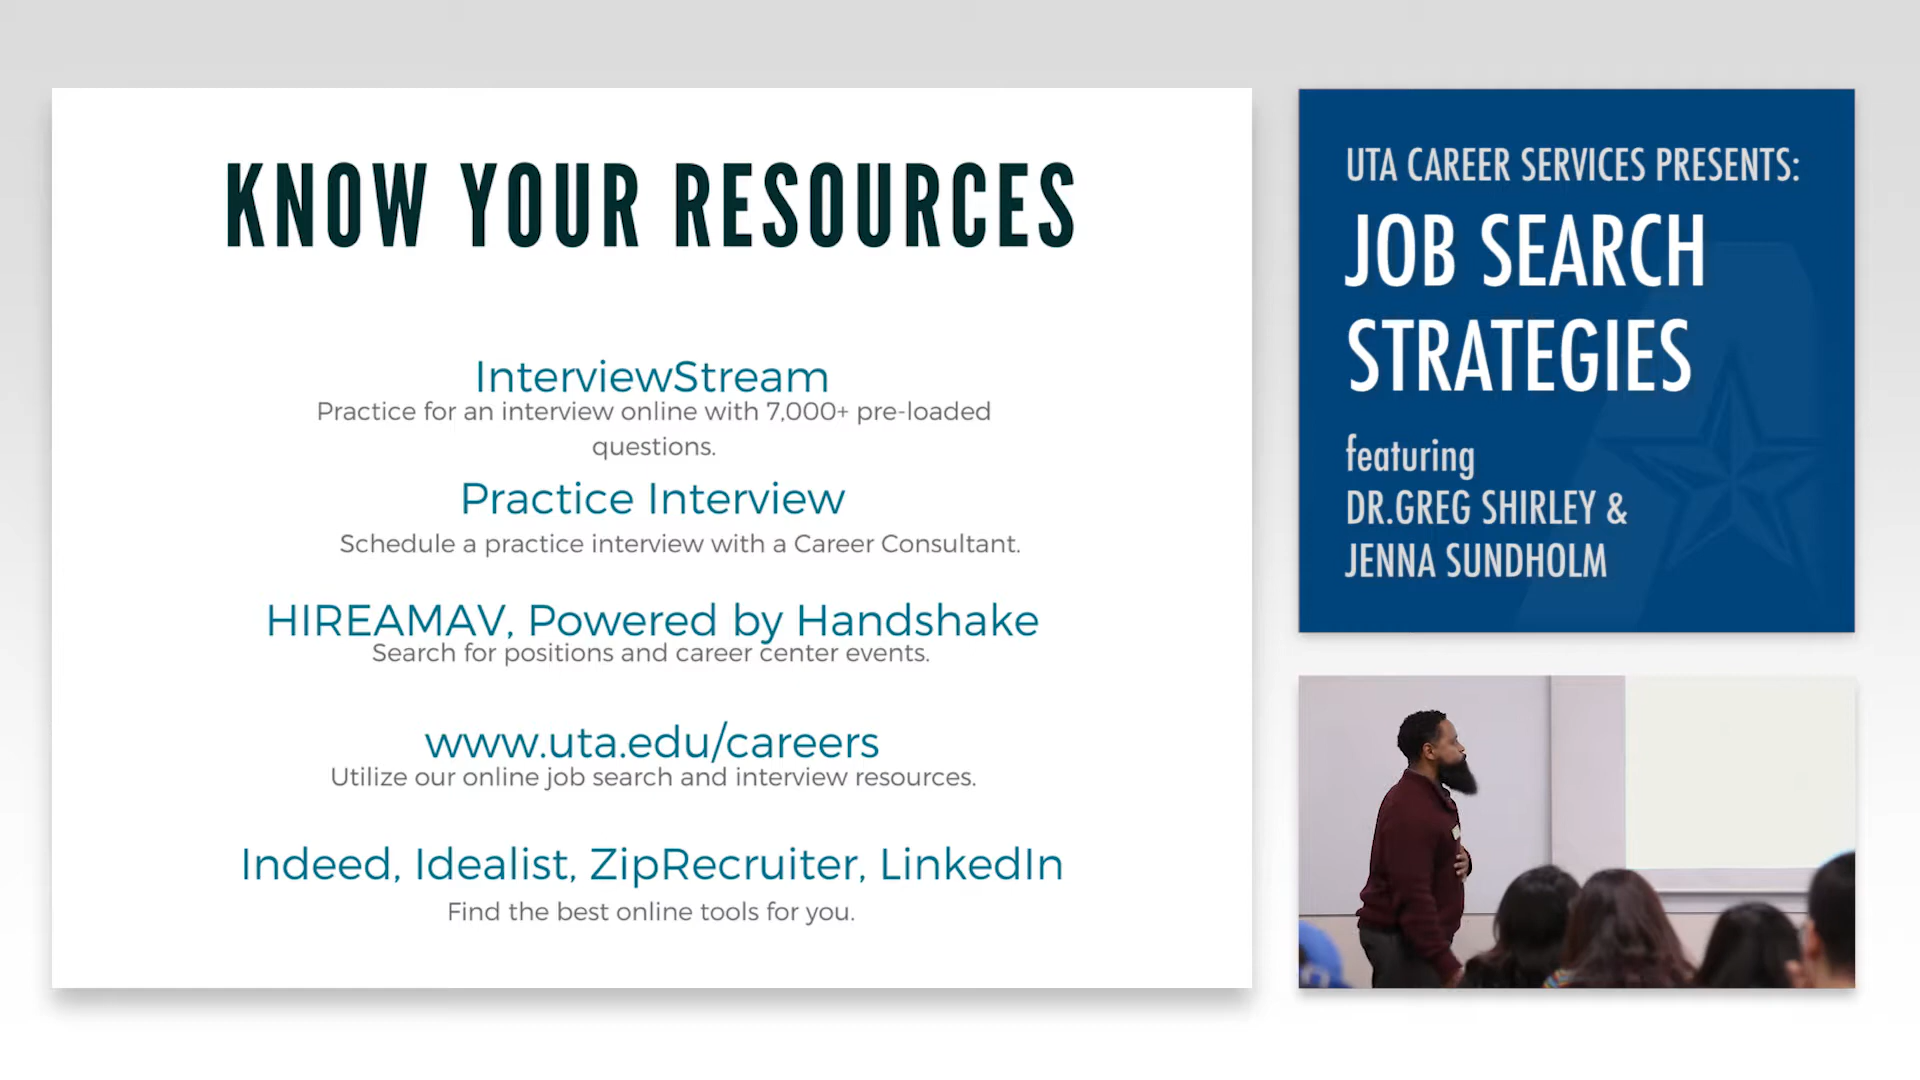 KNOW YOUR RESOURCES
InterviewStream
Practice for an interview online with 7,000+ pre-loaded
questions.
Practice Interview
Schedule a practice interview with a Career Consultant.
HIREAMAV, Powered by Handshake
Search for positions and career center events.
www.uta.edu/careers
Utilize our online job search and interview resources.
Indeed, Idealist, ZipRecruiter, LinkedIn
Find the best online tools for you.
UTA CAREER SERVICES PRESENTS:
JOB SEARCH
STRATEGIES
featuring
DR.GREG SHIRLEY &
JENNA SUNDHOLM